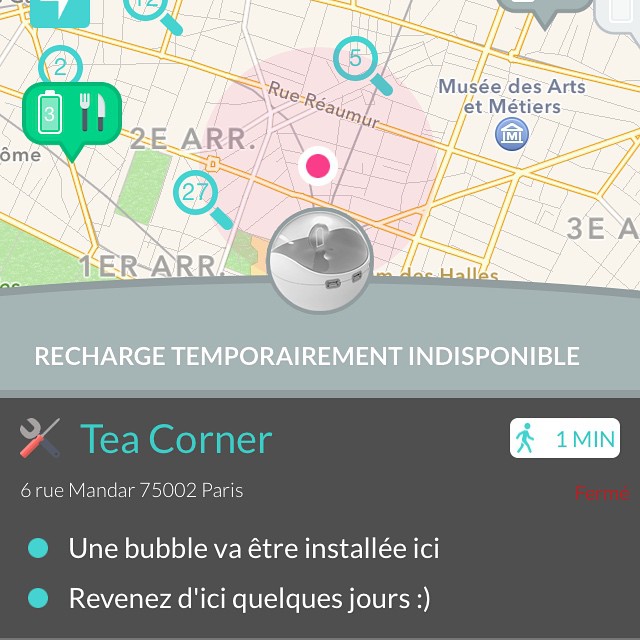 12
5
2
Musée des Arts
et Métiers
Rue Réaumur
3
2E ARR.
ôme
27
3E A
1ER ARR.
m des Halles
RECHARGE TEMPORAIREMENT INDISPONIBLE
Tea Corner
1 MIN
6 rue Mandar 75002 Paris
Fermé
Une bubble va être installée ici
Revenez d'ici quelques jours :)